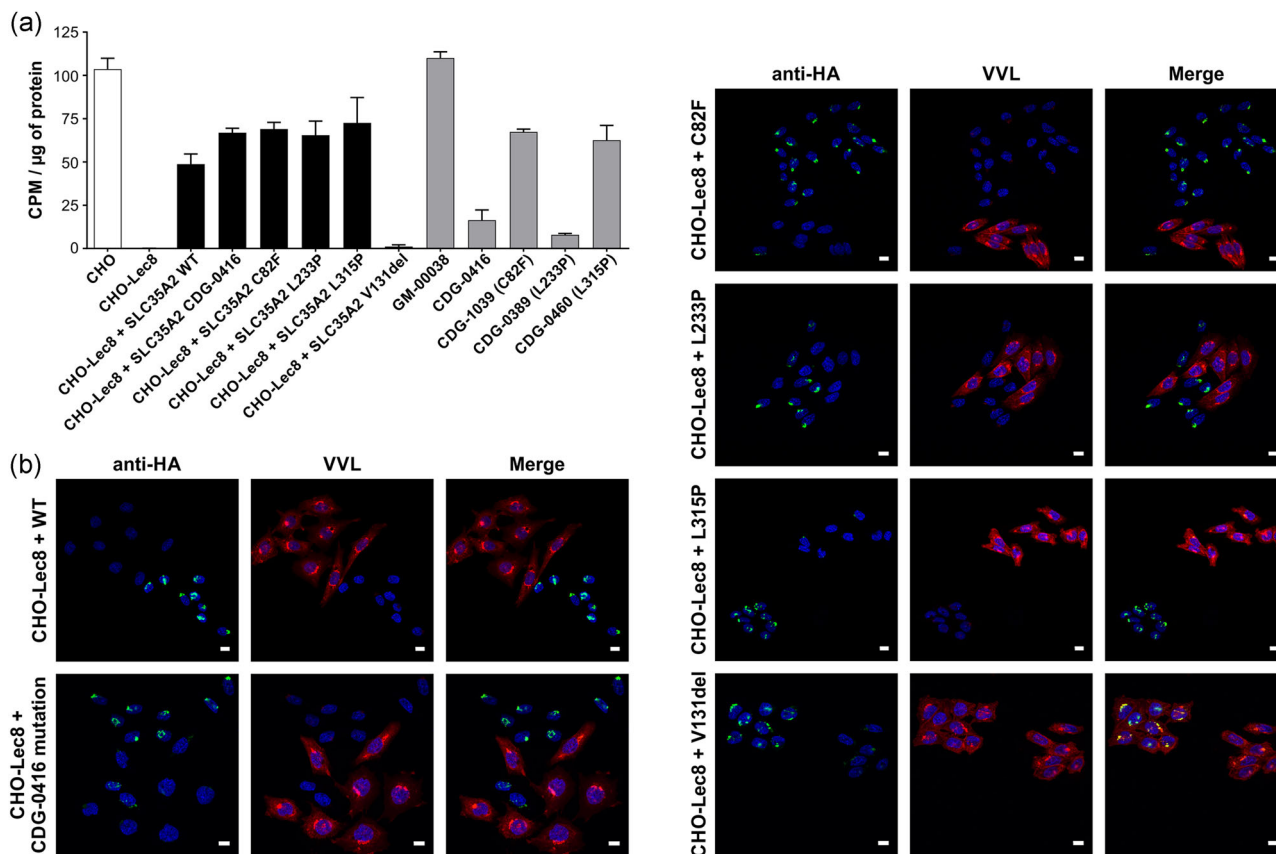 (a)
CPM / µg of protein
125
100
75
50
25
0
CHO
CHO-Lec8
CHO-Lec8 + SLC35A2 WT
CHO-Lec8 + SLC35A2 CDG-0416
CHO-Lec8 + SLC35A2 C82F
CHO-Lec8 + SLC35A2 L233P
CHO-Lec8 + SLC35A2 L315P
CHO-Lec8 + SLC35A2 V131del
GM-00038
CDG-0416
CDG-1039 (C82F)
CDG-0389 (L233P)
CDG-0460 (L315P)
(b)
anti-HA VVL Merge
CHO-Lec8 + WT
CHO-Lec8 +
CDG-0416 mutation
anti-HA VVL Merge
CHO-Lec8 + C82F
CHO-Lec8 + L233P
CHO-Lec8 + L315P
CHO-Lec8 + V131del